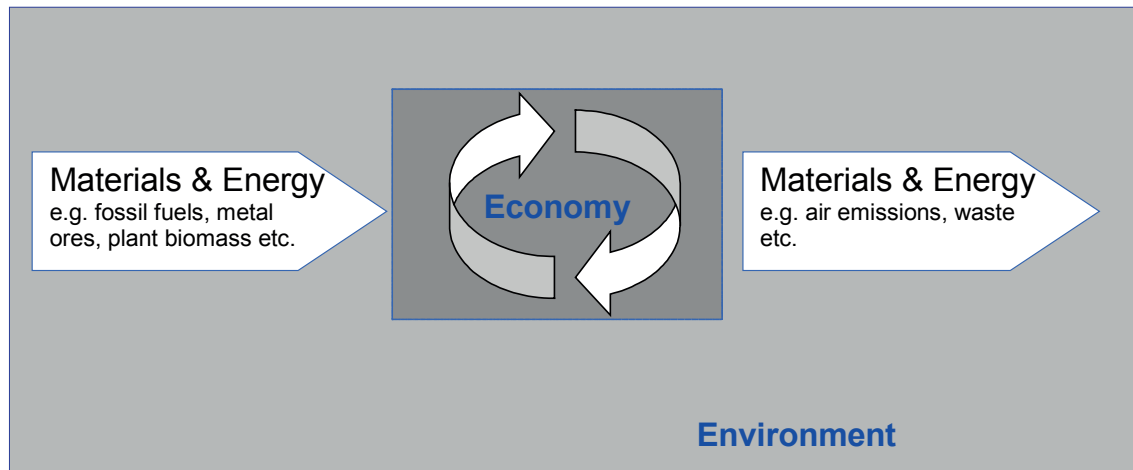 Materials & Energy
e.g. fossil fuels, metal
ores, plant biomass etc.
Economy
Materials & Energy
e.g. air emissions, waste
etc.
Environment